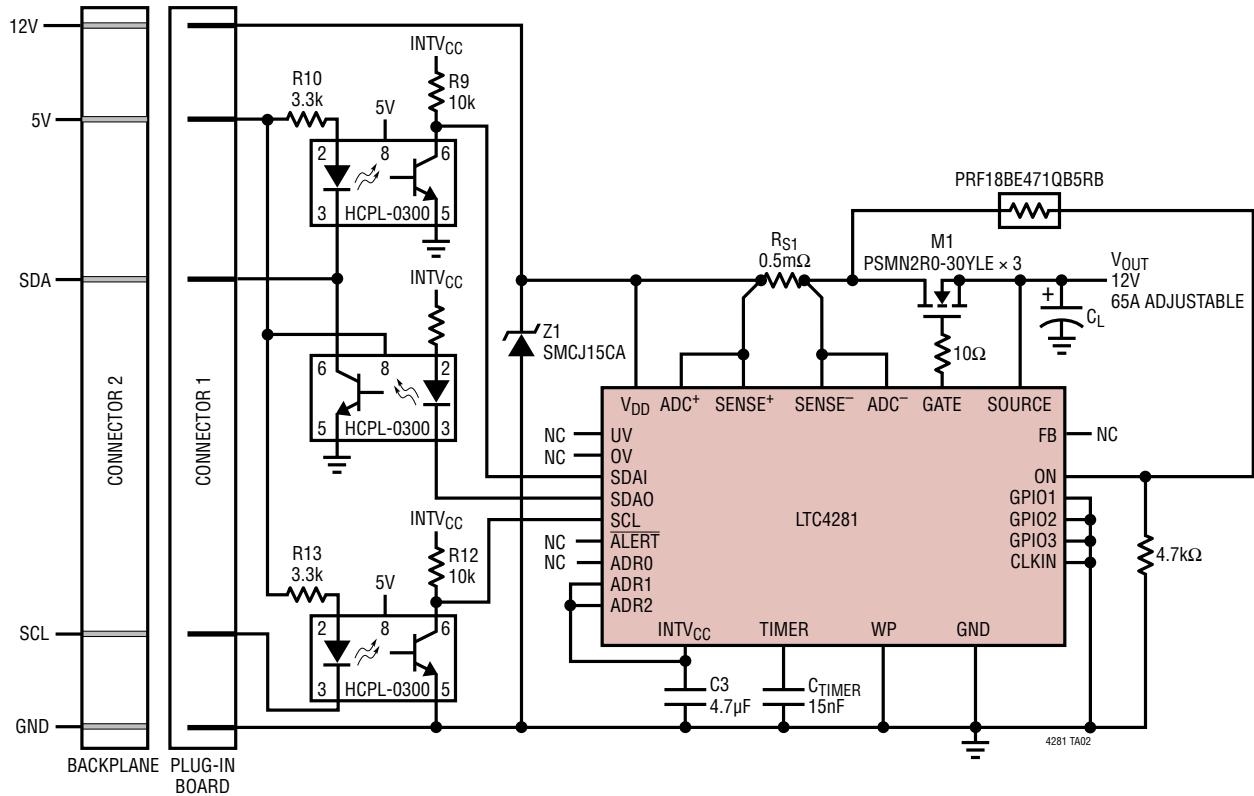 12V
5V
SDA
SCL
GND
CONNECTOR 2
CONNECTOR 1
BACKPLANE
PLUG-IN
BOARD
R10
3.3k
5V
INTVCC
R9
10k
2
8
6
3
HCPL-0300
5
INTVCC
6
8
2
5
HCPL-0300
3
INTVCC
R13
3.3k
5V
R12
10k
2
8
6
3
HCPL-0300
5
Z1
SMCJ15CA
RS1
0.5mΩ
PRF18BE471QB5RB
M1
PSMN2R0-30YLE × 3
VOUT
12V
65A ADJUSTABLE
+
CL
10Ω
VDD
ADC+
SENSE+
SENSE–
ADC–
GATE
SOURCE
NC
UV
NC
OV
SDAI
SDAO
SCL
NC
ALERT
NC
ADR0
ADR1
ADR2
LTC4281
FB
NC
ON
GPIO1
GPIO2
GPIO3
CLKIN
4.7kΩ
INTVCC
TIMER
WP
GND
C3
4.7μF
CTIMER
15nF
4281 TA02